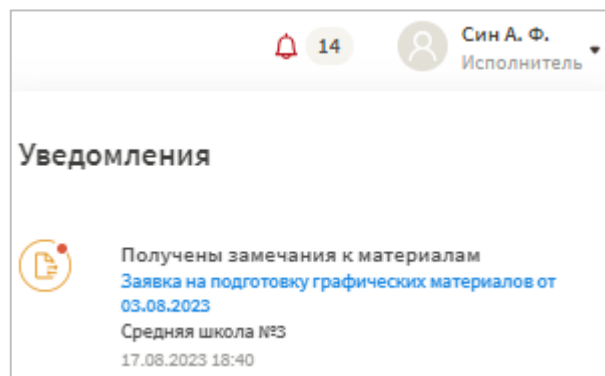 14
Син А. Ф.
Исполнитель
Уведомления
Получены замечания к материалам
Заявка на подготовку графических материалов от
03.08.2023
Средняя школа №3
17.08.2023 18:40